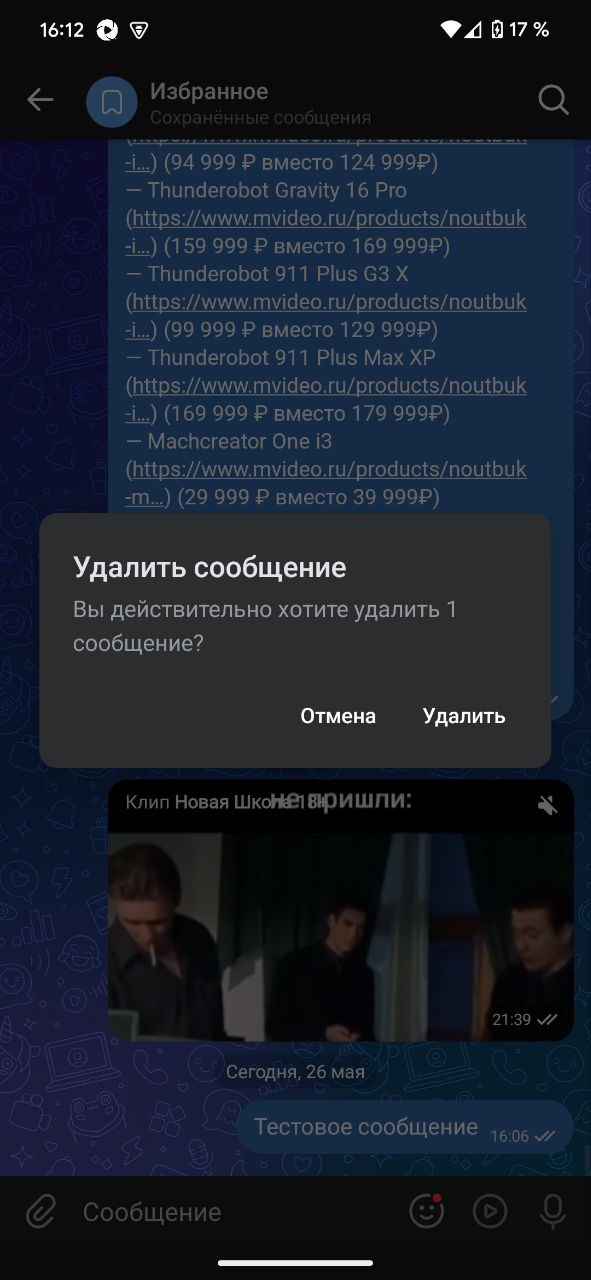 16:12
17 %
Избранное
Сохранённые сообщения
-i…) (94 999 ₽ вместо 124 999₽)
— Thunderobot Gravity 16 Pro
(https://www.mvideo.ru/products/noutbuk
-i…) (159 999 ₽ вместо 169 999₽)
— Thunderobot 911 Plus G3 X
(https://www.mvideo.ru/products/noutbuk
-i…) (99 999 ₽ вместо 129 999₽)
— Thunderobot 911 Plus Max XP
(https://www.mvideo.ru/products/noutbuk
-i…) (169 999 ₽ вместо 179 999₽)
— Machcreator One i3
(https://www.mvideo.ru/products/noutbuk
-m…) (29 999 ₽ вместо 39 999₽)
Удалить сообщение
Вы действительно хотите удалить 1
сообщение?
Отмена
Удалить
Клип Новая Школа 18+
не пришли:
21:39
Сегодня, 26 мая
Тестовое сообщение
16:06
Сообщение